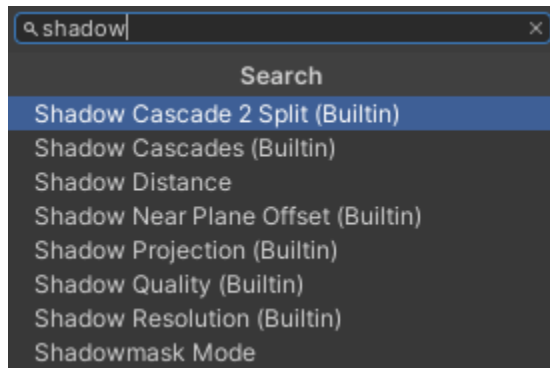 shadow
Search
Shadow Cascade 2 Split (Builtin)
Shadow Cascades (Builtin)
Shadow Distance
Shadow Near Plane Offset (Builtin)
Shadow Projection (Builtin)
Shadow Quality (Builtin)
Shadow Resolution (Builtin)
Shadowmask Mode